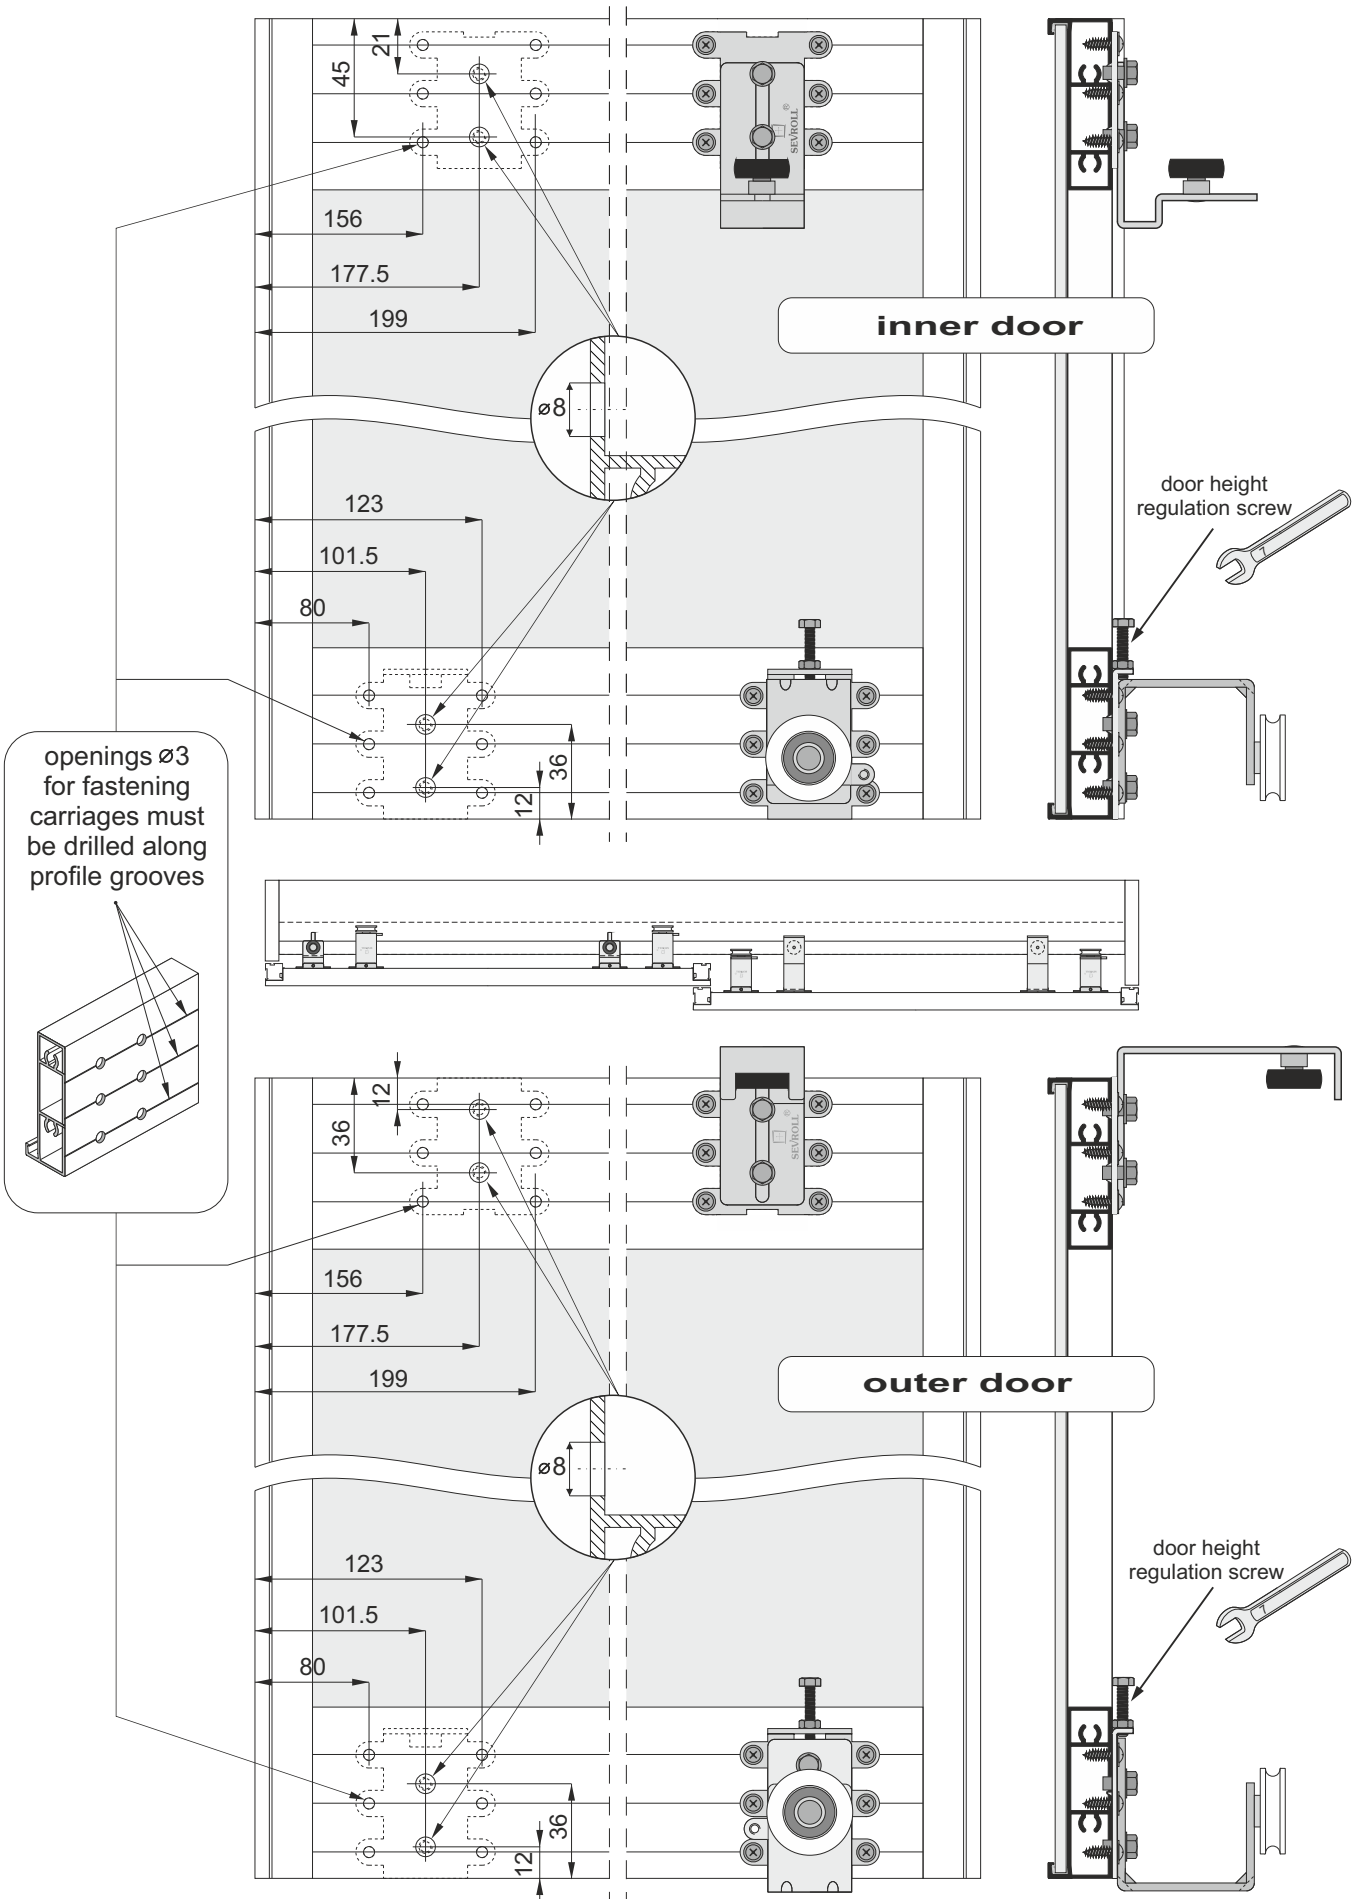 21
45
SEVROLL ®
156
177.5
199
inner door
ø8
123
101.5
80
36
12
door height
regulation screw
7
openings ø3
for fastening
carriages must
be drilled along
profile grooves
12
36
SEVROLL ®
156
177.5
199
outer door
ø8
123
101.5
80
36
12
door height
regulation screw
7